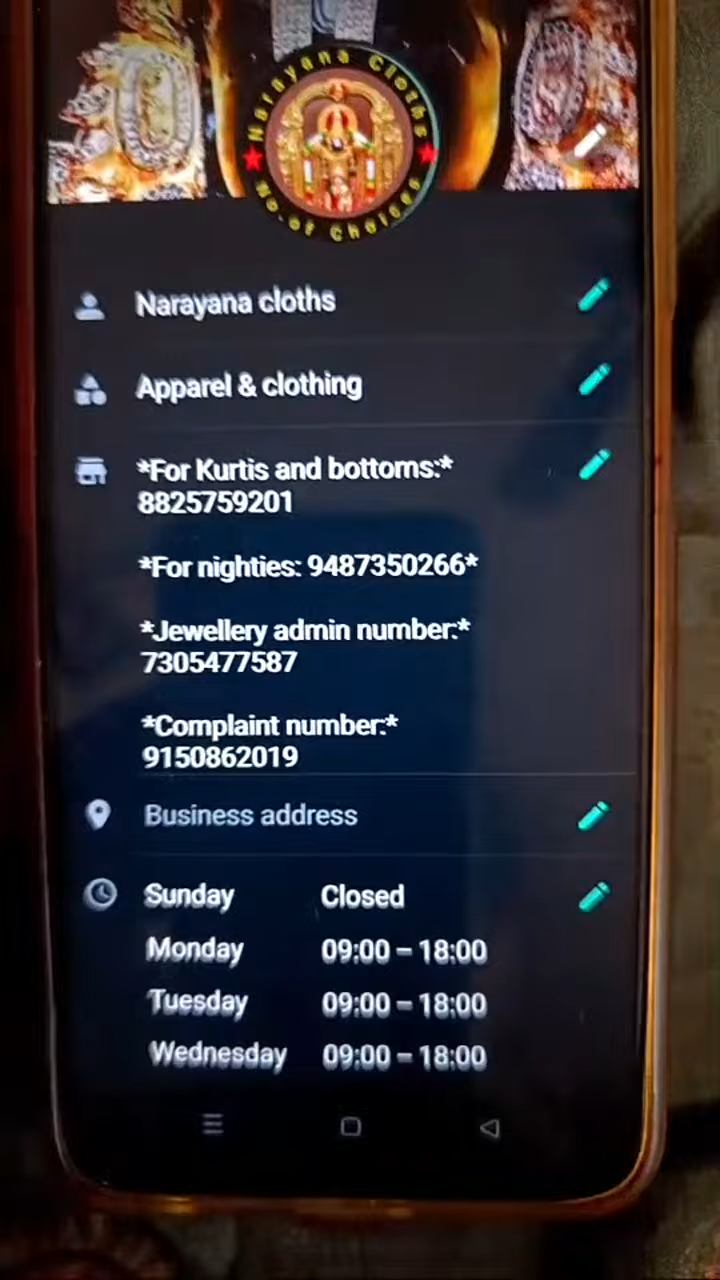 Narayana Cloths
No.of Choices
Narayana cloths
Apparel & clothing
*For Kurtis and bottoms:*
8825759201
*For nighties: 9487350266*
*Jewellery admin number:*
7305477587
*Complaint number:*
9150862019
Business address
Sunday Closed
Monday 09:00 – 18:00
Tuesday 09:00 – 18:00
Wednesday 09:00 – 18:00